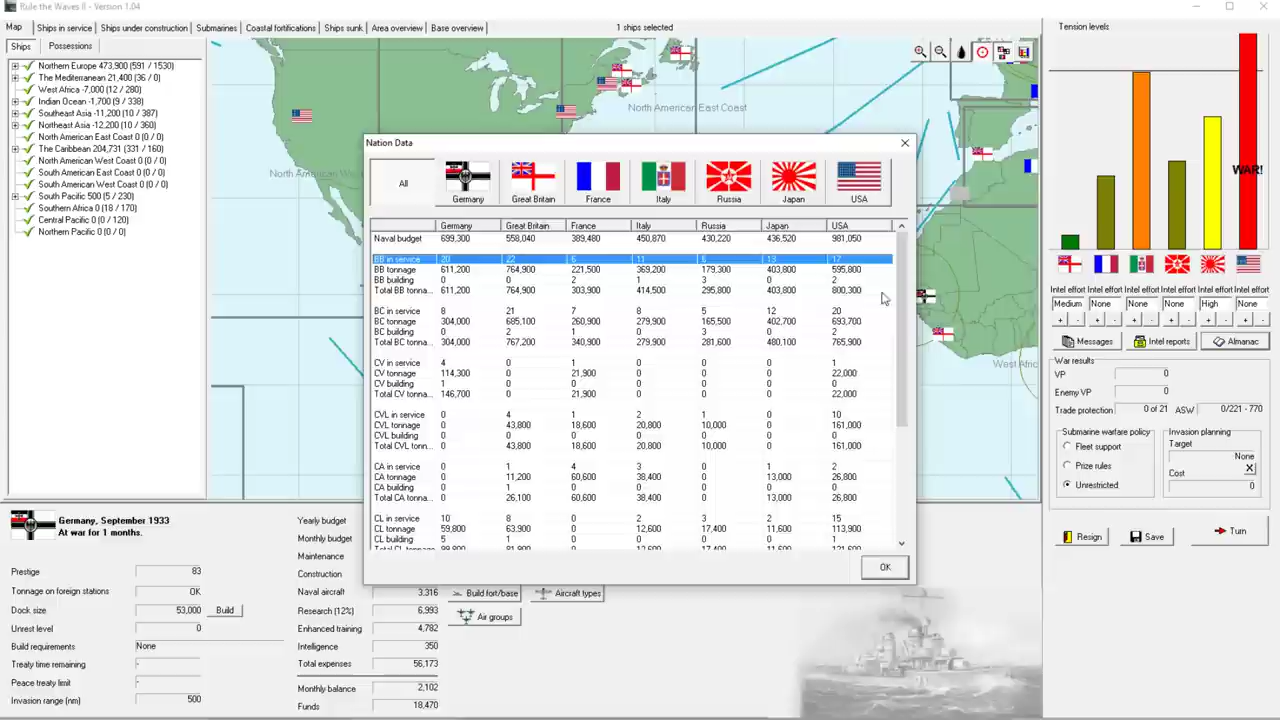 Rule the Waves II - Version 1.04
Map Ships in service Ships under construction Submarines Coastal fortifications Ships sunk Area overview Base overview 1 ships selected
Ships Possessions
Northern Europe 473,900 (591 / 1530)
The Mediterranean 21,400 (36 / 0)
West Africa -7,000 (12 / 280)
Indian Ocean -1,700 (9 / 338)
Southeast Asia -11,200 (10 / 387)
Northeast Asia -12,200 (10 / 360)
North American East Coast 0 (0 / 0)
The Caribbean 204,731 (331 / 160)
North American West Coast 0 (0 / 0)
South American East Coast 0 (0 / 0)
South American West Coast 0 (0 / 0)
South Pacific 500 (5 / 230)
Southern Africa 0 (18 / 170)
Central Pacific 0 (0 / 120)
Northern Pacific 0 (0 / 0)
North American East Coast
North American W
West Afric
Nation Data
All Germany Great Britain France Italy Russia Japan USA
Germany Great Britain France Italy Russia Japan USA
Naval budget 699,300 558,040 389,480 450,870 430,220 436,520 981,050
BB in service 20 22 6 11 6 13 17
BB tonnage 611,200 764,900 221,500 369,200 179,300 403,800 595,800
BB building 0 0 2 1 3 0 2
Total BB tonna... 611,200 764,900 303,900 414,500 295,800 403,800 800,300
BC in service 8 21 7 8 5 12 20
BC tonnage 304,000 695,100 260,900 279,900 165,500 402,700 693,700
BC building 0 2 1 0 3 2 2
Total BC tonna... 304,000 767,200 340,900 279,900 281,600 480,100 765,900
CV in service 4 0 1 0 0 0 2
CV tonnage 114,300 0 21,900 0 0 0 22,000
CV building 1 0 0 0 0 0 0
Total CV tonna... 146,700 0 21,900 0 0 0 22,000
CVL in service 0 4 1 2 1 0 10
CVL tonnage 0 43,800 18,600 20,800 10,000 0 161,000
CVL building 0 0 0 0 0 0 0
Total CVL tonn... 0 43,800 18,600 20,800 10,000 0 161,000
CA in service 0 1 4 3 0 1 2
CA tonnage 0 11,200 60,600 38,400 0 13,000 26,800
CA building 0 1 0 0 0 0 0
Total CA tonna... 0 26,100 60,600 38,400 0 13,000 26,800
CL in service 10 8 0 2 3 2 15
CL tonnage 59,800 63,900 0 12,600 17,400 11,600 113,900
CL building 5 1 0 0 0 0 1
OK
Tension levels
WAR!
Intel effort Intel effort Intel effort Intel effort Intel effort Intel effort
Medium None None None High None
+ - + - + - + - + - + -
Messages Intel reports Almanac
War results
VP 0
Enemy VP 0
Trade protection 0 of 21 ASW 0/221 - 770
Submarine warfare policy
Fleet support
Prize rules
Unrestricted
Invasion planning
Target
None
Cost X
0
Resign Save Turn
Germany, September 1933
At war for 1 months.
Prestige 83
Tonnage on foreign stations OK
Dock size 53,000 Build
Unrest level 0
Build requirements None
Treaty time remaining -
Peace treaty limit -
Invasion range (nm) 500
Yearly budget
Monthly budget
Maintenance
Construction
Naval aircraft 3,316
Research (12%) 6,993
Enhanced training 4,782
Intelligence 350
Total expenses 56,173
Monthly balance 2,102
Funds 18,470
Build fort/base Aircraft types
Air groups